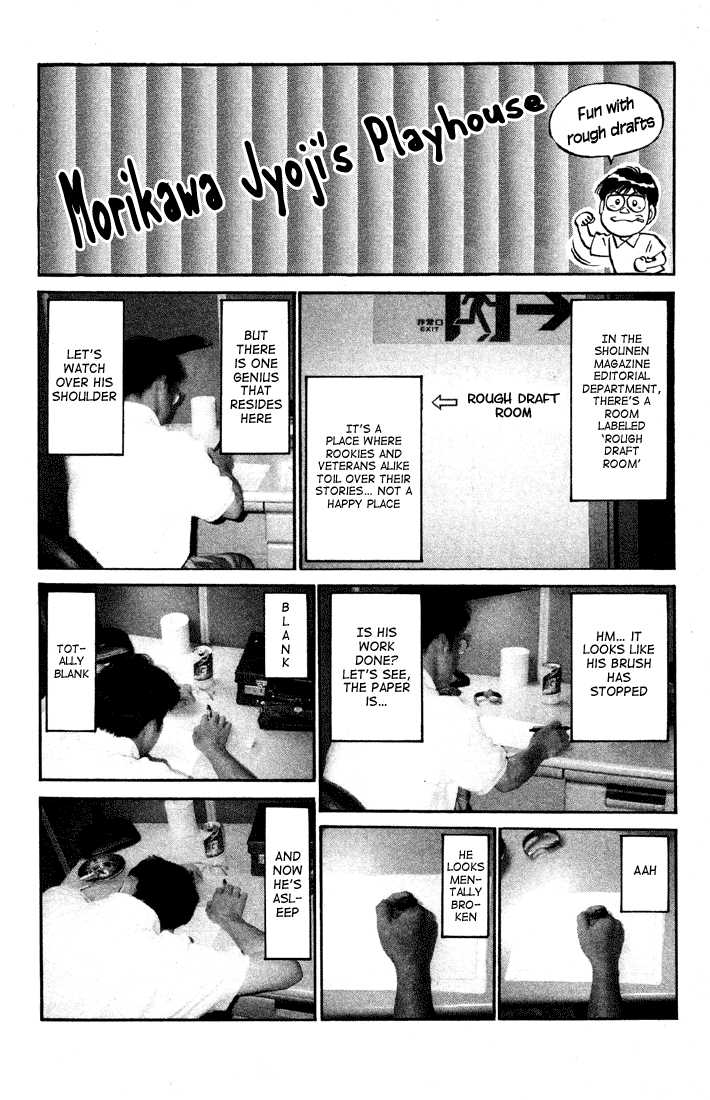 Morikawa Jyoji's Playhouse
Fun with
rough drafts
IN THE
SHOUNEN
MAGAZINE
EDITORIAL
DEPARTMENT,
THERE'S A
ROOM
LABELED
'ROUGH
DRAFT
ROOM'
非常口
EXIT
ROUGH DRAFT
ROOM
IT'S A
PLACE WHERE
ROOKIES AND
VETERANS ALIKE
TOIL OVER THEIR
STORIES... NOT A
HAPPY PLACE
BUT
THERE
IS ONE
GENIUS
THAT
RESIDES
HERE
LET'S
WATCH
OVER HIS
SHOULDER
HM... IT
LOOKS LIKE
HIS BRUSH
HAS
STOPPED
IS HIS
WORK
DONE?
LET'S SEE,
THE PAPER
IS...
B
L
A
N
K
TOT-
ALLY
BLANK
AAH
HE
LOOKS
MEN-
TALLY
BRO-
KEN
AND
NOW
HE'S
ASL-
EEP